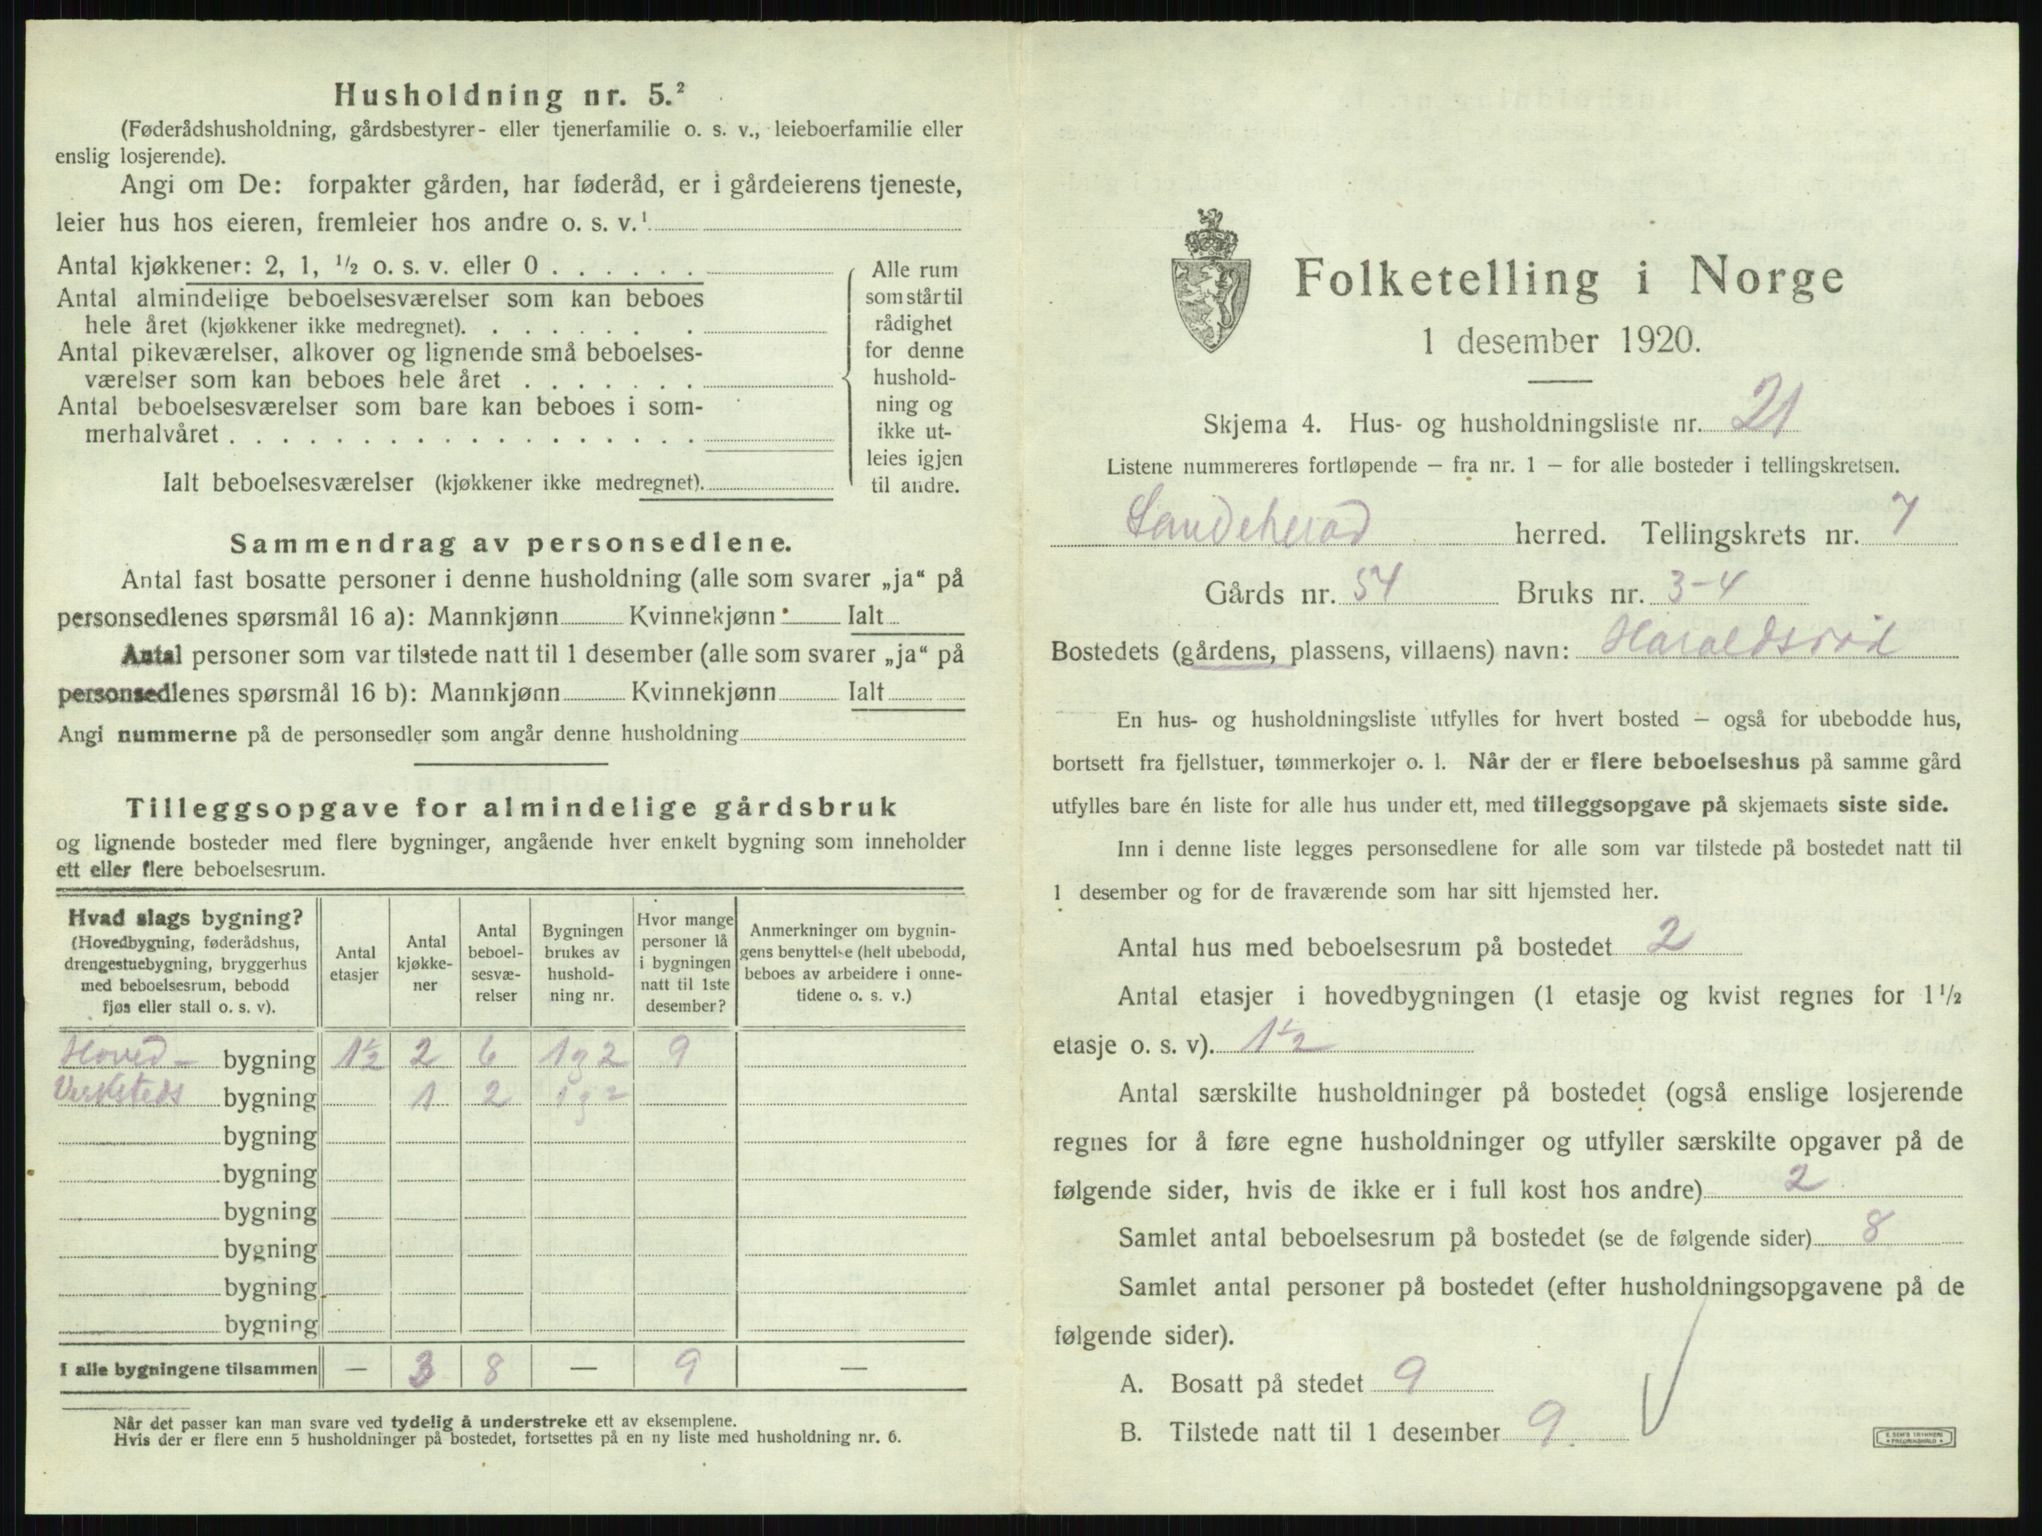 Husholdning nr. 5.²
(Føderådshusholdning, gårdsbestyrer- eller tjenerfamilie o. s. v., leieboerfamilie eller
enslig losjerende).
Angi om De: forpakter gården, har føderåd, er i gårdeierens tjeneste,
leier hus hos eieren, fremleier hos andre o. s. v.¹
Antal kjøkkener: 2, 1, ½ o. s. v. eller 0 . . . . . .
Antal almindelige beboelsesværelser som kan beboes
hele året (kjøkkener ikke medregnet). . . . . . . .
Antal pikeværelser, alkover og lignende små beboelses-
værelser som kan beboes hele året . . . . . . .
Antal beboelsesværelser som bare kan beboes i som-
merhalvåret . . . . . . . . . . . . . . . . . .
Ialt beboelsesværelser (kjøkkener ikke medregnet).
Alle rum
som står til
rådighet
for denne
hushold-
ning og
ikke ut-
leies igjen
til andre.
Sammendrag av personsedlene.
Antal fast bosatte personer i denne husholdning (alle som svarer „ja“ på
personsedlenes spørsmål 16 a): Mannkjønn Kvinnekjønn Ialt
Antal personer som var tilstede natt til 1 desember (alle som svarer „ja“ på
personsedlenes spørsmål 16 b): Mannkjønn Kvinnekjønn Ialt
Angi nummerne på de personsedler som angår denne husholdning
Tilleggsopgave for almindelige gårdsbruk
og lignende bosteder med flere bygninger, angående hver enkelt bygning som inneholder
ett eller flere beboelsesrum.
Hvad slags bygning?
(Hovedbygning, føderådshus,
drengestuebygning, bryggerhus
med beboelsesrum, bebodd
fjøs eller stall o. s. v).
Antal
etasjer
Antal
kjøkke-
ner
Antal
beboel-
sesvæ-
relser
Bygningen
brukes av
hushold-
ning nr.
Hvor mange
personer lå
i bygningen
natt til 1ste
desember?
Anmerkninger om bygnin-
gens benyttelse (helt ubebodd,
beboes av arbeidere i onne-
tidene o. s. v.)
Hoved- bygning 1½ 2 6 1 g 2 9
Verksteds bygning 1 2 1 g 2
bygning
bygning
bygning
bygning
bygning
bygning
I alle bygningene tilsammen — 3 8 — 9 —
Når det passer kan man svare ved tydelig å understreke ett av eksemplene.
Hvis der er flere enn 5 husholdninger på bostedet, fortsettes på en ny liste med husholdning nr. 6.
Folketelling i Norge
1 desember 1920.
Skjema 4. Hus- og husholdningsliste nr. 21
Listene nummereres fortløpende — fra nr. 1 — for alle bosteder i tellingskretsen.
Sandeherad herred. Tellingskrets nr. 7
Gårds nr. 54 Bruks nr. 3-4
Bostedets (gårdens, plassens, villaens) navn: Haraldsrød
En hus- og husholdningsliste utfylles for hvert bosted — også for ubebodde hus,
bortsett fra fjellstuer, tømmerkojer o. l. Når der er flere beboelseshus på samme gård
utfylles bare én liste for alle hus under ett, med tilleggsopgave på skjemaets siste side.
Inn i denne liste legges personsedlene for alle som var tilstede på bostedet natt til
1 desember og for de fraværende som har sitt hjemsted her.
Antal hus med beboelsesrum på bostedet 2
Antal etasjer i hovedbygningen (1 etasje og kvist regnes for 1½
etasje o. s. v). 1½
Antal særskilte husholdninger på bostedet (også enslige losjerende
regnes for å føre egne husholdninger og utfyller særskilte opgaver på de
følgende sider, hvis de ikke er i full kost hos andre) 2
Samlet antal beboelsesrum på bostedet (se de følgende sider) 8
Samlet antal personer på bostedet (efter husholdningsopgavene på de
følgende sider).
A. Bosatt på stedet 9
B. Tilstede natt til 1 desember 9.